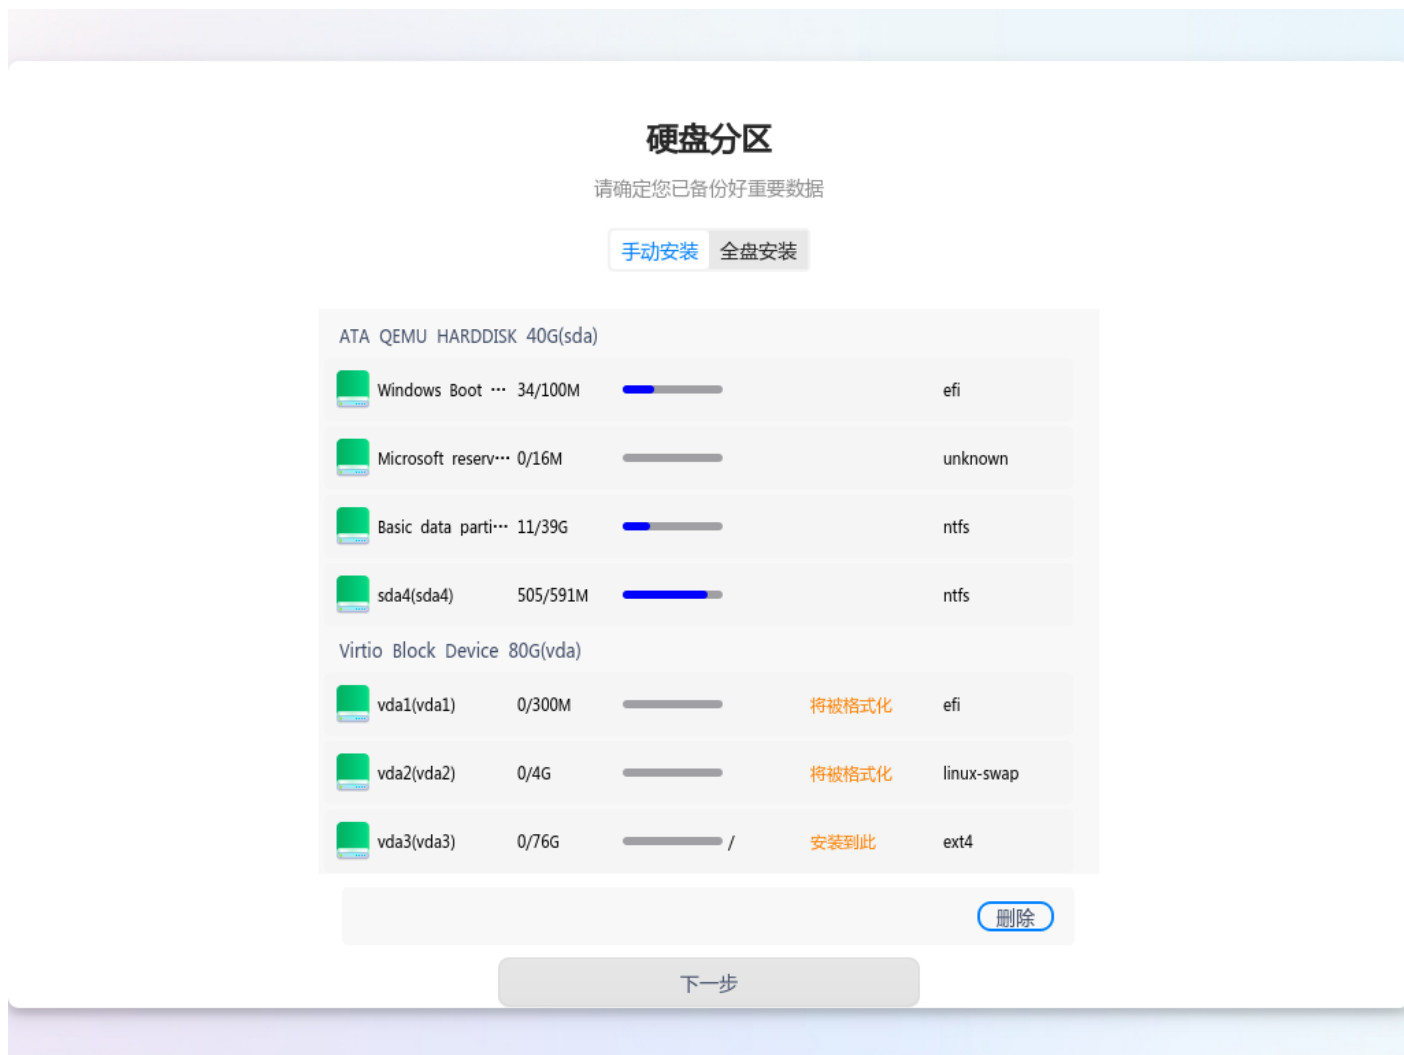 硬盘分区
请确定您已备份好重要数据
手动安装 全盘安装
ATA QEMU HARDDISK 40G(sda)
Windows Boot ··· 34/100M efi
Microsoft reserv··· 0/16M unknown
Basic data parti··· 11/39G ntfs
sda4(sda4) 505/591M ntfs
Virtio Block Device 80G(vda)
vda1(vda1) 0/300M 将被格式化 efi
vda2(vda2) 0/4G 将被格式化 linux-swap
vda3(vda3) 0/76G / 安装到此 ext4
删除
下一步